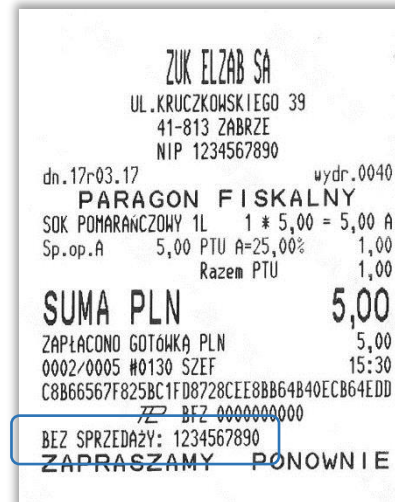 ZUK ELZAB SA
UL.KRUCZKOWSKIEGO 39
41-813 ZABRZE
NIP 1234567890
dn.17r03.17 wydr.0040
PARAGON FISKALNY
SOK POMARAŃCZOWY 1L 1 * 5,00 = 5,00 A
Sp.op.A 5,00 PTU A=25,00% 1,00
Razem PTU 1,00
SUMA PLN 5,00
ZAPŁACONO GOTÓWKĄ PLN 5,00
0002/0005 #0130 SZEF 15:30
C8B66567F825BC1FD8728CEE8BB64B40ECB64EDD
BFZ 0000000000
BEZ SPRZEDAŻY: 1234567890
ZAPRASZAMY PONOWNIE